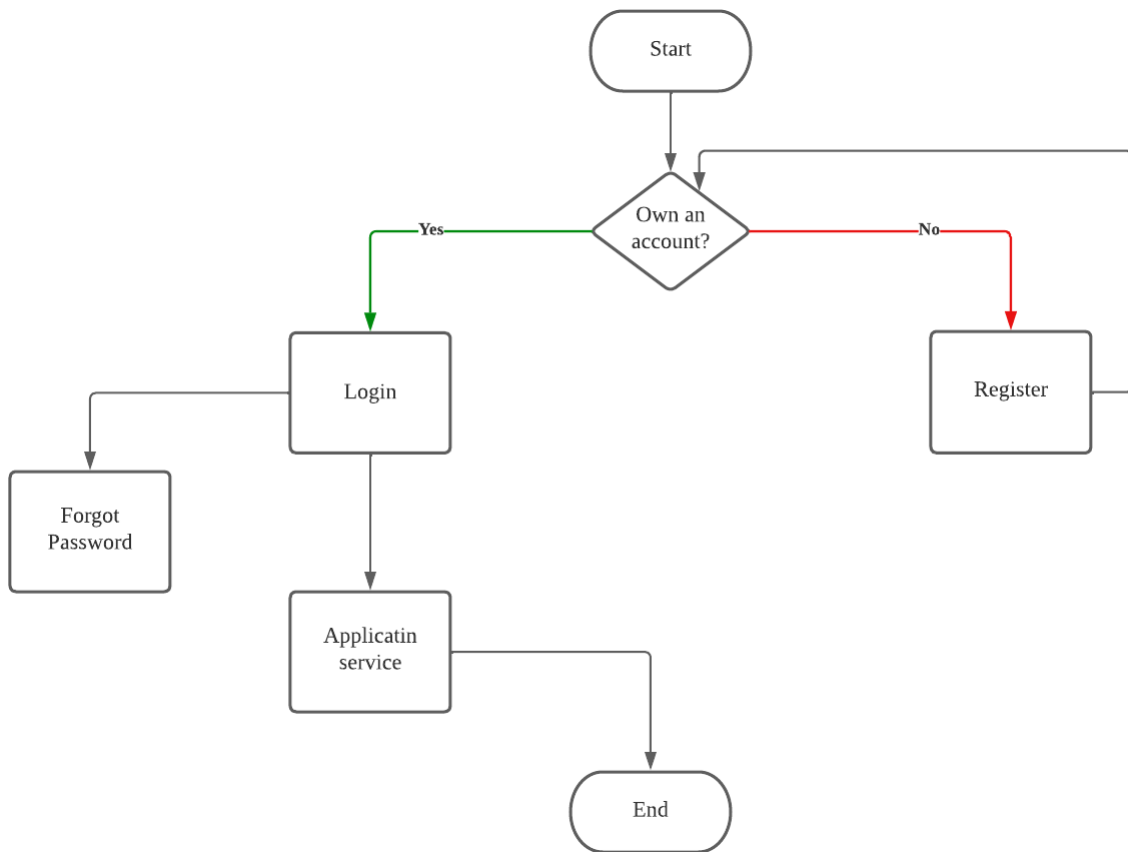 Start
Own an
account?
Yes
No
Login
Register
Forgot
Password
Applicatin
service
End